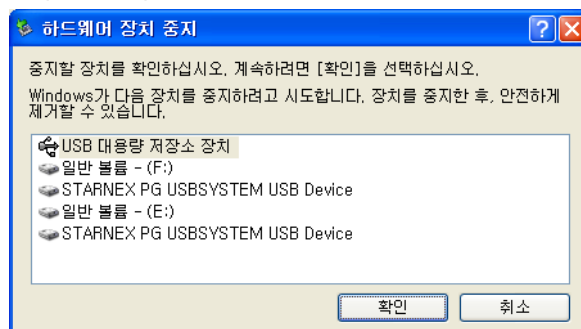 하드웨어 장치 중지
중지할 장치를 확인하십시오. 계속하려면 [확인]을 선택하십시오.
Windows가 다음 장치를 중지하려고 시도합니다. 장치를 중지한 후, 안전하게
제거할 수 있습니다.
USB 대용량 저장소 장치
일반 볼륨 - (F:)
STARNEX PG USBSYSTEM USB Device
일반 볼륨 - (E:)
STARNEX PG USBSYSTEM USB Device
확인 취소